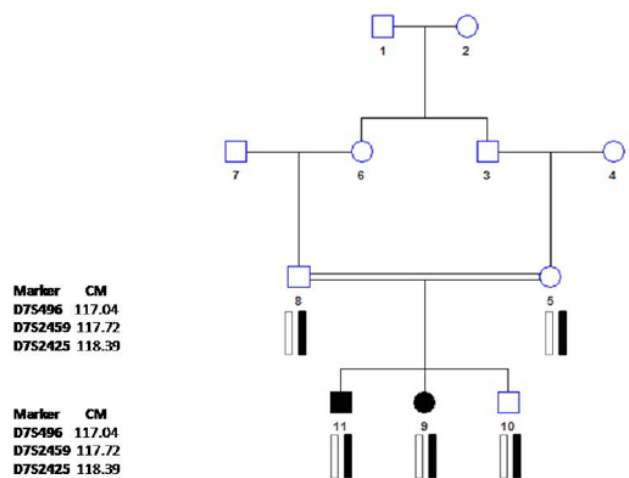 1 2
7 6 3 4
8 5
Marker CM
D7S496 117.04
D7S2459 117.72
D7S2425 118.39
11 9 10
Marker CM
D7S496 117.04
D7S2459 117.72
D7S2425 118.39